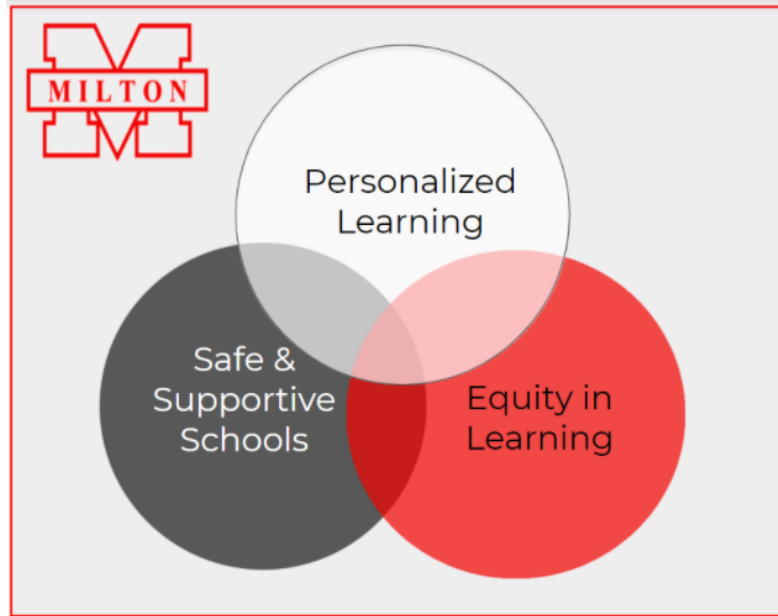 MILTON
Personalized
Learning
Safe &
Supportive
Schools
Equity in
Learning